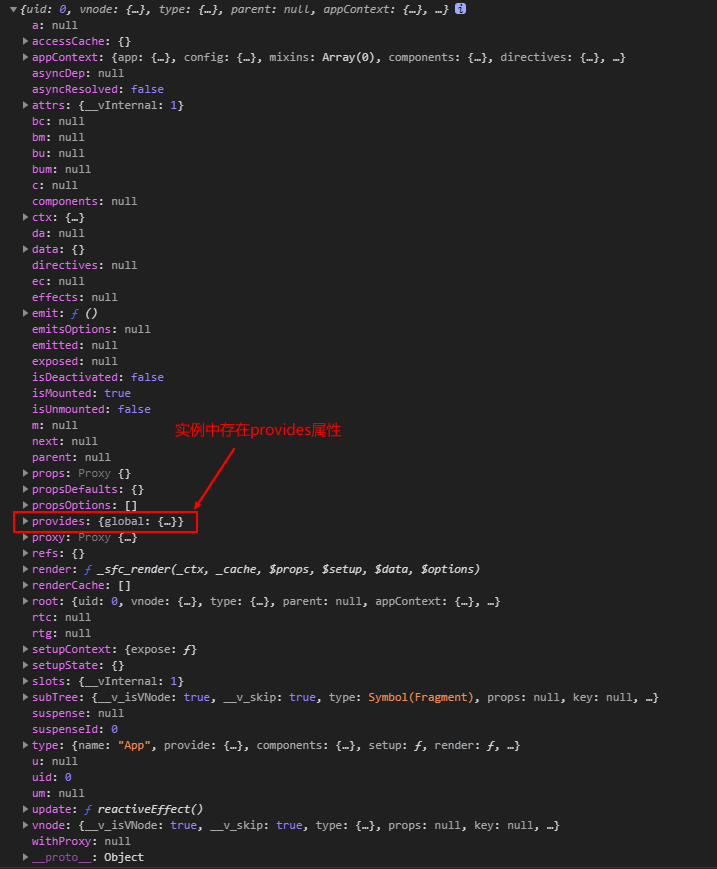 {uid: 0, vnode: {…}, type: {…}, parent: null, appContext: {…}, …} i
a: null
accessCache: {}
appContext: {app: {…}, config: {…}, mixins: Array(0), components: {…}, directives: {…}, …}
asyncDep: null
asyncResolved: false
attrs: {__vInternal: 1}
bc: null
bm: null
bu: null
bum: null
c: null
components: null
ctx: {…}
da: null
data: {}
directives: null
ec: null
effects: null
emit: ƒ ()
emitsOptions: null
emitted: null
exposed: null
isDeactivated: false
isMounted: true
isUnmounted: false
m: null
实例中存在provides属性
next: null
parent: null
props: Proxy {}
propsDefaults: {}
propsOptions: []
provides: {global: {…}}
proxy: Proxy {…}
refs: {}
render: ƒ _sfc_render(_ctx, _cache, $props, $setup, $data, $options)
renderCache: []
root: {uid: 0, vnode: {…}, type: {…}, parent: null, appContext: {…}, …}
rtc: null
rtg: null
setupContext: {expose: ƒ}
setupState: {}
slots: {__vInternal: 1}
subTree: {__v_isVNode: true, __v_skip: true, type: Symbol(Fragment), props: null, key: null, …}
suspense: null
suspenseId: 0
type: {name: "App", provide: {…}, components: {…}, setup: ƒ, render: ƒ, …}
u: null
uid: 0
um: null
update: ƒ reactiveEffect()
vnode: {__v_isVNode: true, __v_skip: true, type: {…}, props: null, key: null, …}
withProxy: null
__proto__: Object